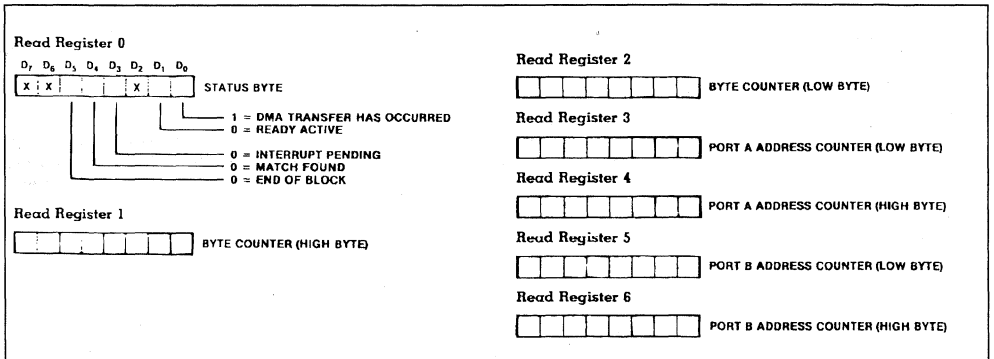 Read Register 0
D7 D6 D5 D4 D3 D2 D1 D0
X X X STATUS BYTE
1 = DMA TRANSFER HAS OCCURRED
0 = READY ACTIVE
0 = INTERRUPT PENDING
0 = MATCH FOUND
0 = END OF BLOCK
Read Register 1
BYTE COUNTER (HIGH BYTE)
Read Register 2
BYTE COUNTER (LOW BYTE)
Read Register 3
PORT A ADDRESS COUNTER (LOW BYTE)
Read Register 4
PORT A ADDRESS COUNTER (HIGH BYTE)
Read Register 5
PORT B ADDRESS COUNTER (LOW BYTE)
Read Register 6
PORT B ADDRESS COUNTER (HIGH BYTE)